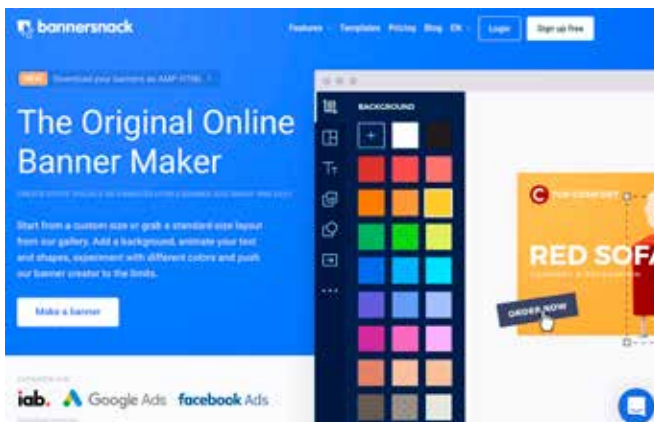 bannersnack
Features Templates Pricing Blog EN Login Sign up free
NEW Download your banners as AMP HTML
The Original Online
Banner Maker
Start from a custom size or grab a standard size layout
from our gallery. Add a background, animate your text
and shapes, experiment with different colors and push
our banner creator to the limits.
Make a banner
iab. Google Ads facebook Ads
BACKGROUND
Tт
C TOP COMFORT
RED SOFA
ORDER NOW